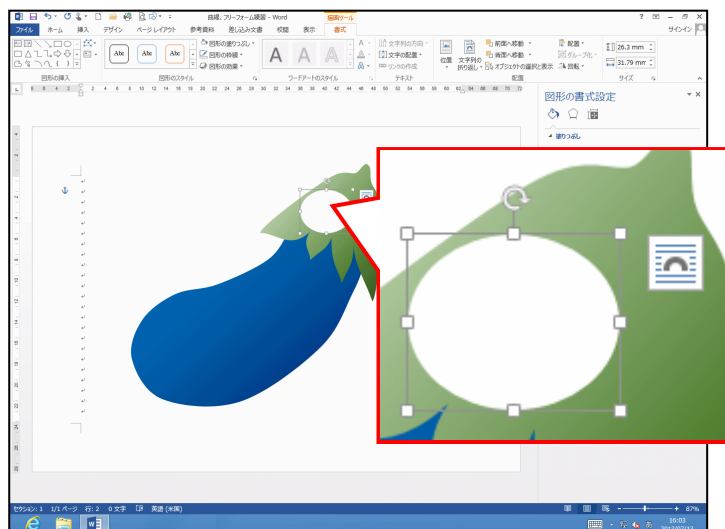 曲線、フリーフォーム練習 - Word
描画ツール
ファイル ホーム 挿入 デザイン ページ レイアウト 参考資料 差し込み文書 校閲 表示 書式 サインイン
Abc Abc Abc
図形の塗りつぶし
図形の枠線
図形の効果
A A A
文字列の方向
文字の配置
リンクの作成
位置
文字列の
折り返し
前面へ移動
背面へ移動
オブジェクトの選択と表示
配置
グループ化
回転
26.3 mm
31.79 mm
図形の挿入 図形のスタイル ワードアートのスタイル テキスト 配置 サイズ
図形の書式設定
塗りつぶし
セクション: 1 1/1 ページ 行: 2 0 文字 英語 (米国) 87%
16:03